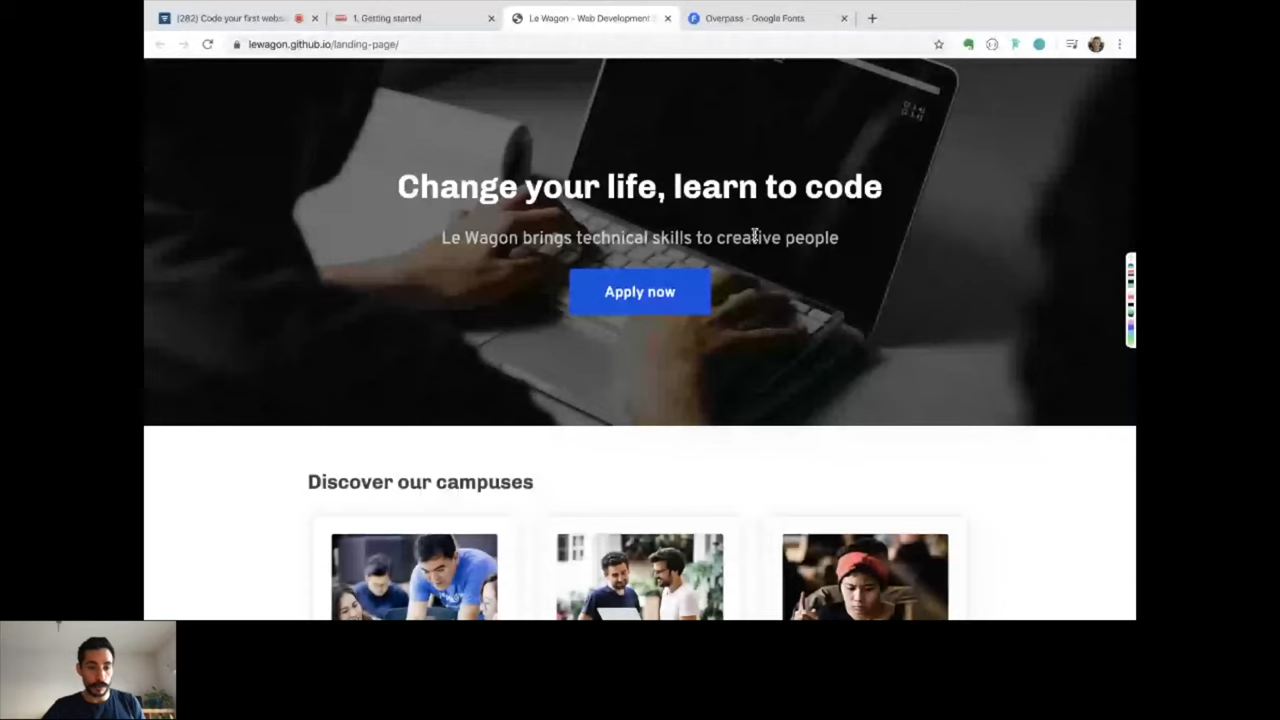 (282) Code your first webs
1. Getting started
Le Wagon - Web Development
Overpass - Google Fonts
lewagon.github.io/landing-page/
Change your life, learn to code
Le Wagon brings technical skills to creative people
Apply now
Discover our campuses